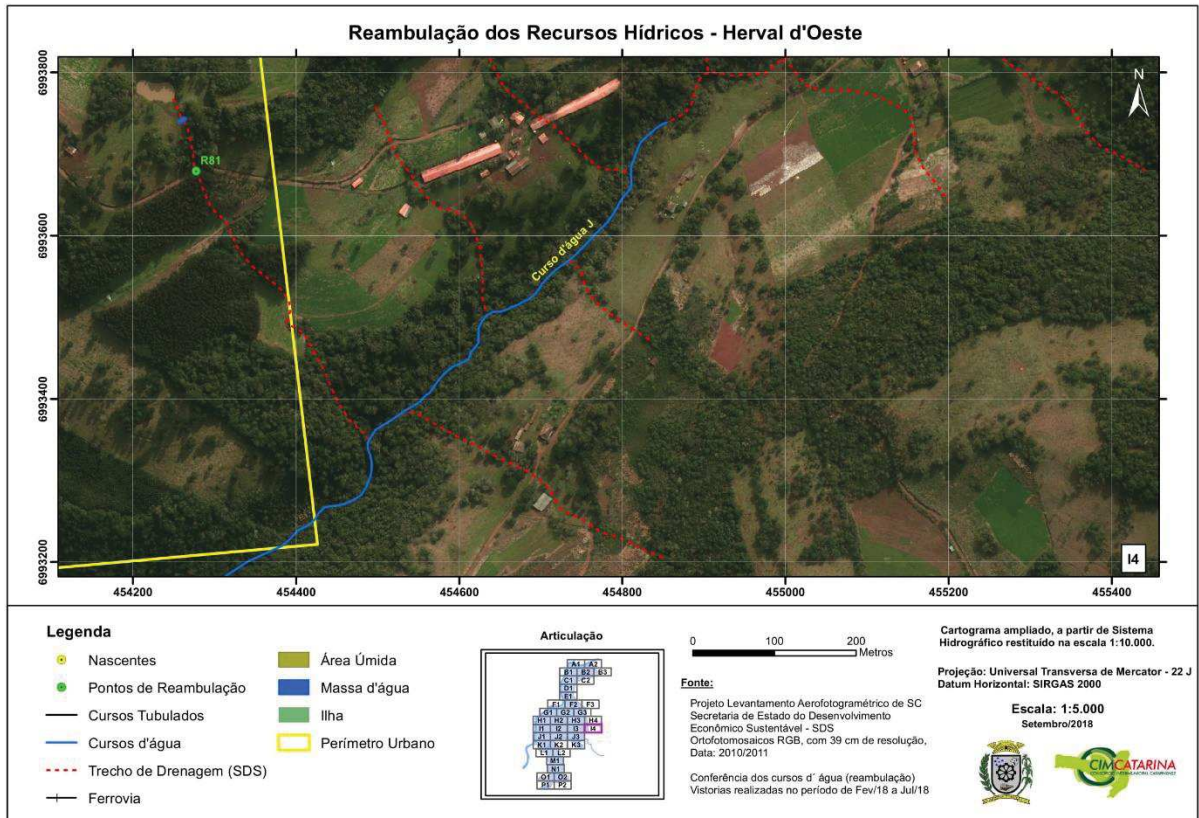 Reambulação dos Recursos Hídricos - Herval d'Oeste
6993800
6993600
6993400
6993200
N
R81
Curso d'água J
I4
454200
454400
454600
454800
455000
455200
455400
Legenda
Nascentes
Pontos de Reambulação
Cursos Tubulados
Cursos d'água
Trecho de Drenagem (SDS)
Ferrovia
Área Úmida
Massa d'água
Ilha
Perímetro Urbano
Articulação
A1 A2
B1 B2 B3
C1 C2
D1
E1
F1 F2 F3
G1 G2 G3
H1 H2 H3 H4
I1 I2 I3 I4
J1 J2 J3
K1 K2 K3
L1 L2
M1
N1
O1 O2
P1 P2
0 100 200
Metros
Fonte:
Projeto Levantamento Aerofotogramétrico de SC
Secretaria de Estado do Desenvolvimento
Econômico Sustentável - SDS
Ortofotomosaicos RGB, com 39 cm de resolução,
Data: 2010/2011
Conferência dos cursos d´ água (reambulação)
Vistorias realizadas no período de Fev/18 a Jul/18
Cartograma ampliado, a partir de Sistema
Hidrográfico restituído na escala 1:10.000.
Projeção: Universal Transversa de Mercator - 22 J
Datum Horizontal: SIRGAS 2000
Escala: 1:5.000
Setembro/2018
CIMCATARINA